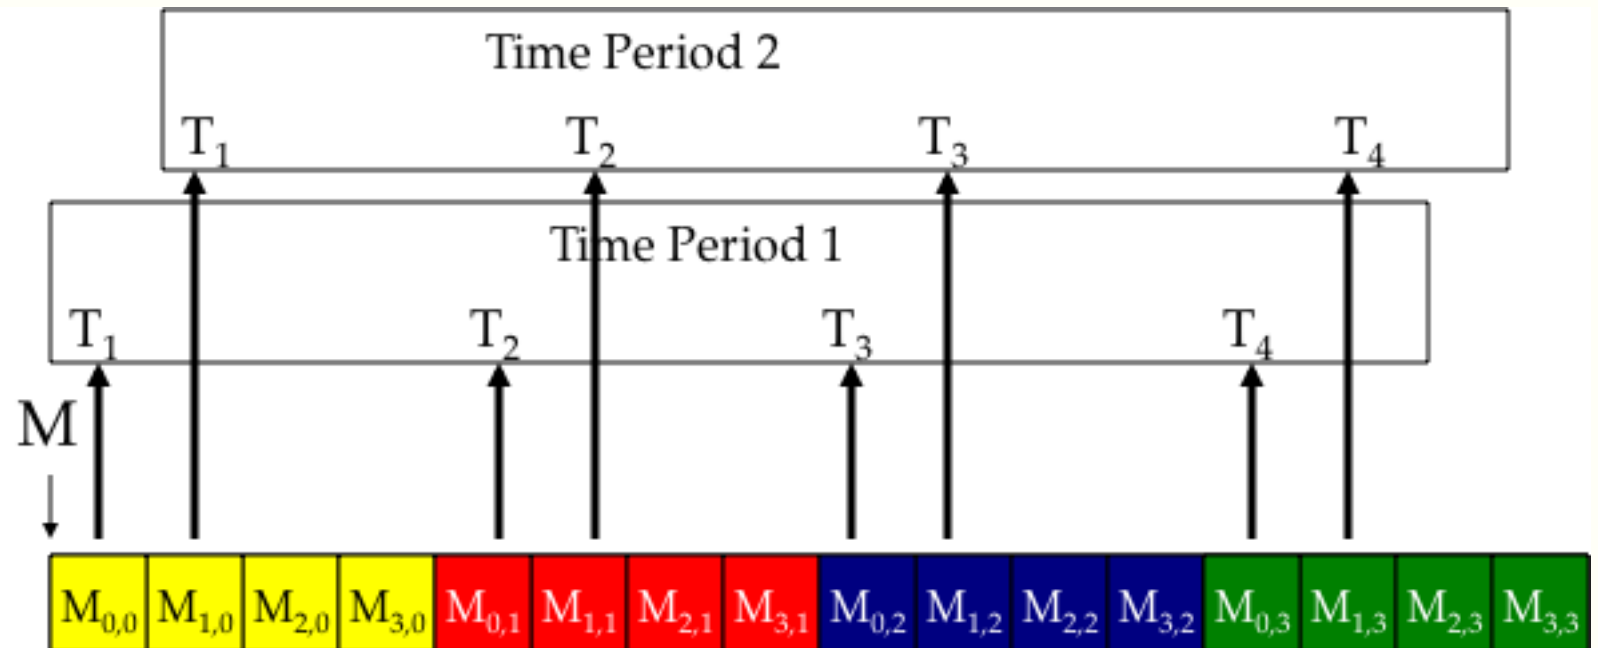 Time Period 2
T₁ T₂ T₃ T₄
Time Period 1
T₁ T₂ T₃ T₄
M
M₀,₀ M₁,₀ M₂,₀ M₃,₀ M₀,₁ M₁,₁ M₂,₁ M₃,₁ M₀,₂ M₁,₂ M₂,₂ M₃,₂ M₀,₃ M₁,₃ M₂,₃ M₃,₃